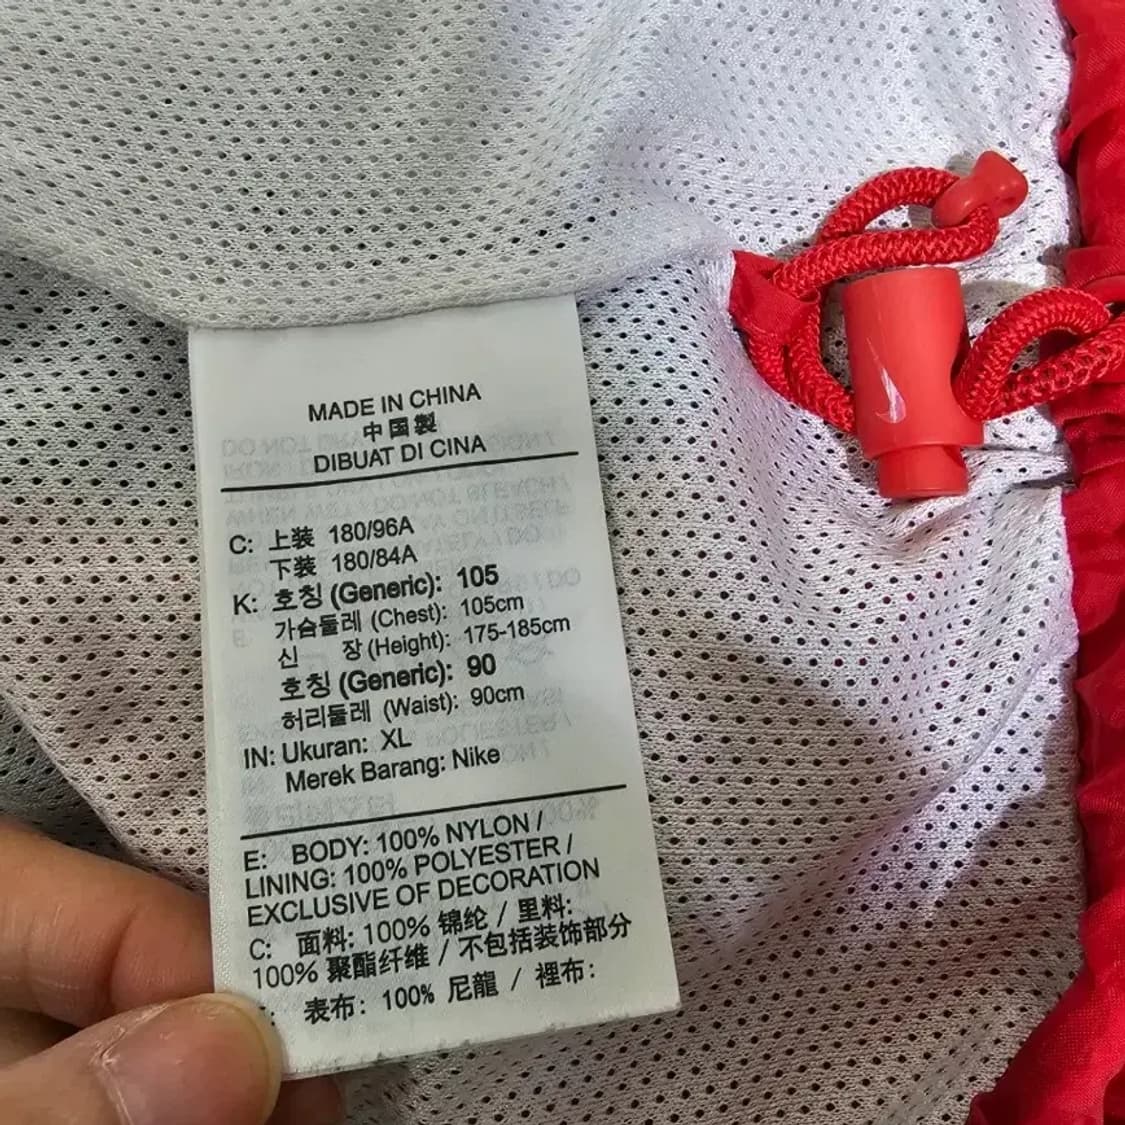 MADE IN CHINA
中国製
DIBUAT DI CINA
C: 上装 180/96A
下装 180/84A
K: 호칭 (Generic): 105
가슴둘레 (Chest): 105cm
신 장 (Height): 175-185cm
호칭 (Generic): 90
허리둘레 (Waist): 90cm
IN: Ukuran: XL
Merek Barang: Nike
E: BODY: 100% NYLON /
LINING: 100% POLYESTER /
EXCLUSIVE OF DECORATION
C: 面料: 100% 锦纶 / 里料:
100% 聚酯纤维 / 不包括装饰部分
表布: 100% 尼龍 / 裡布: